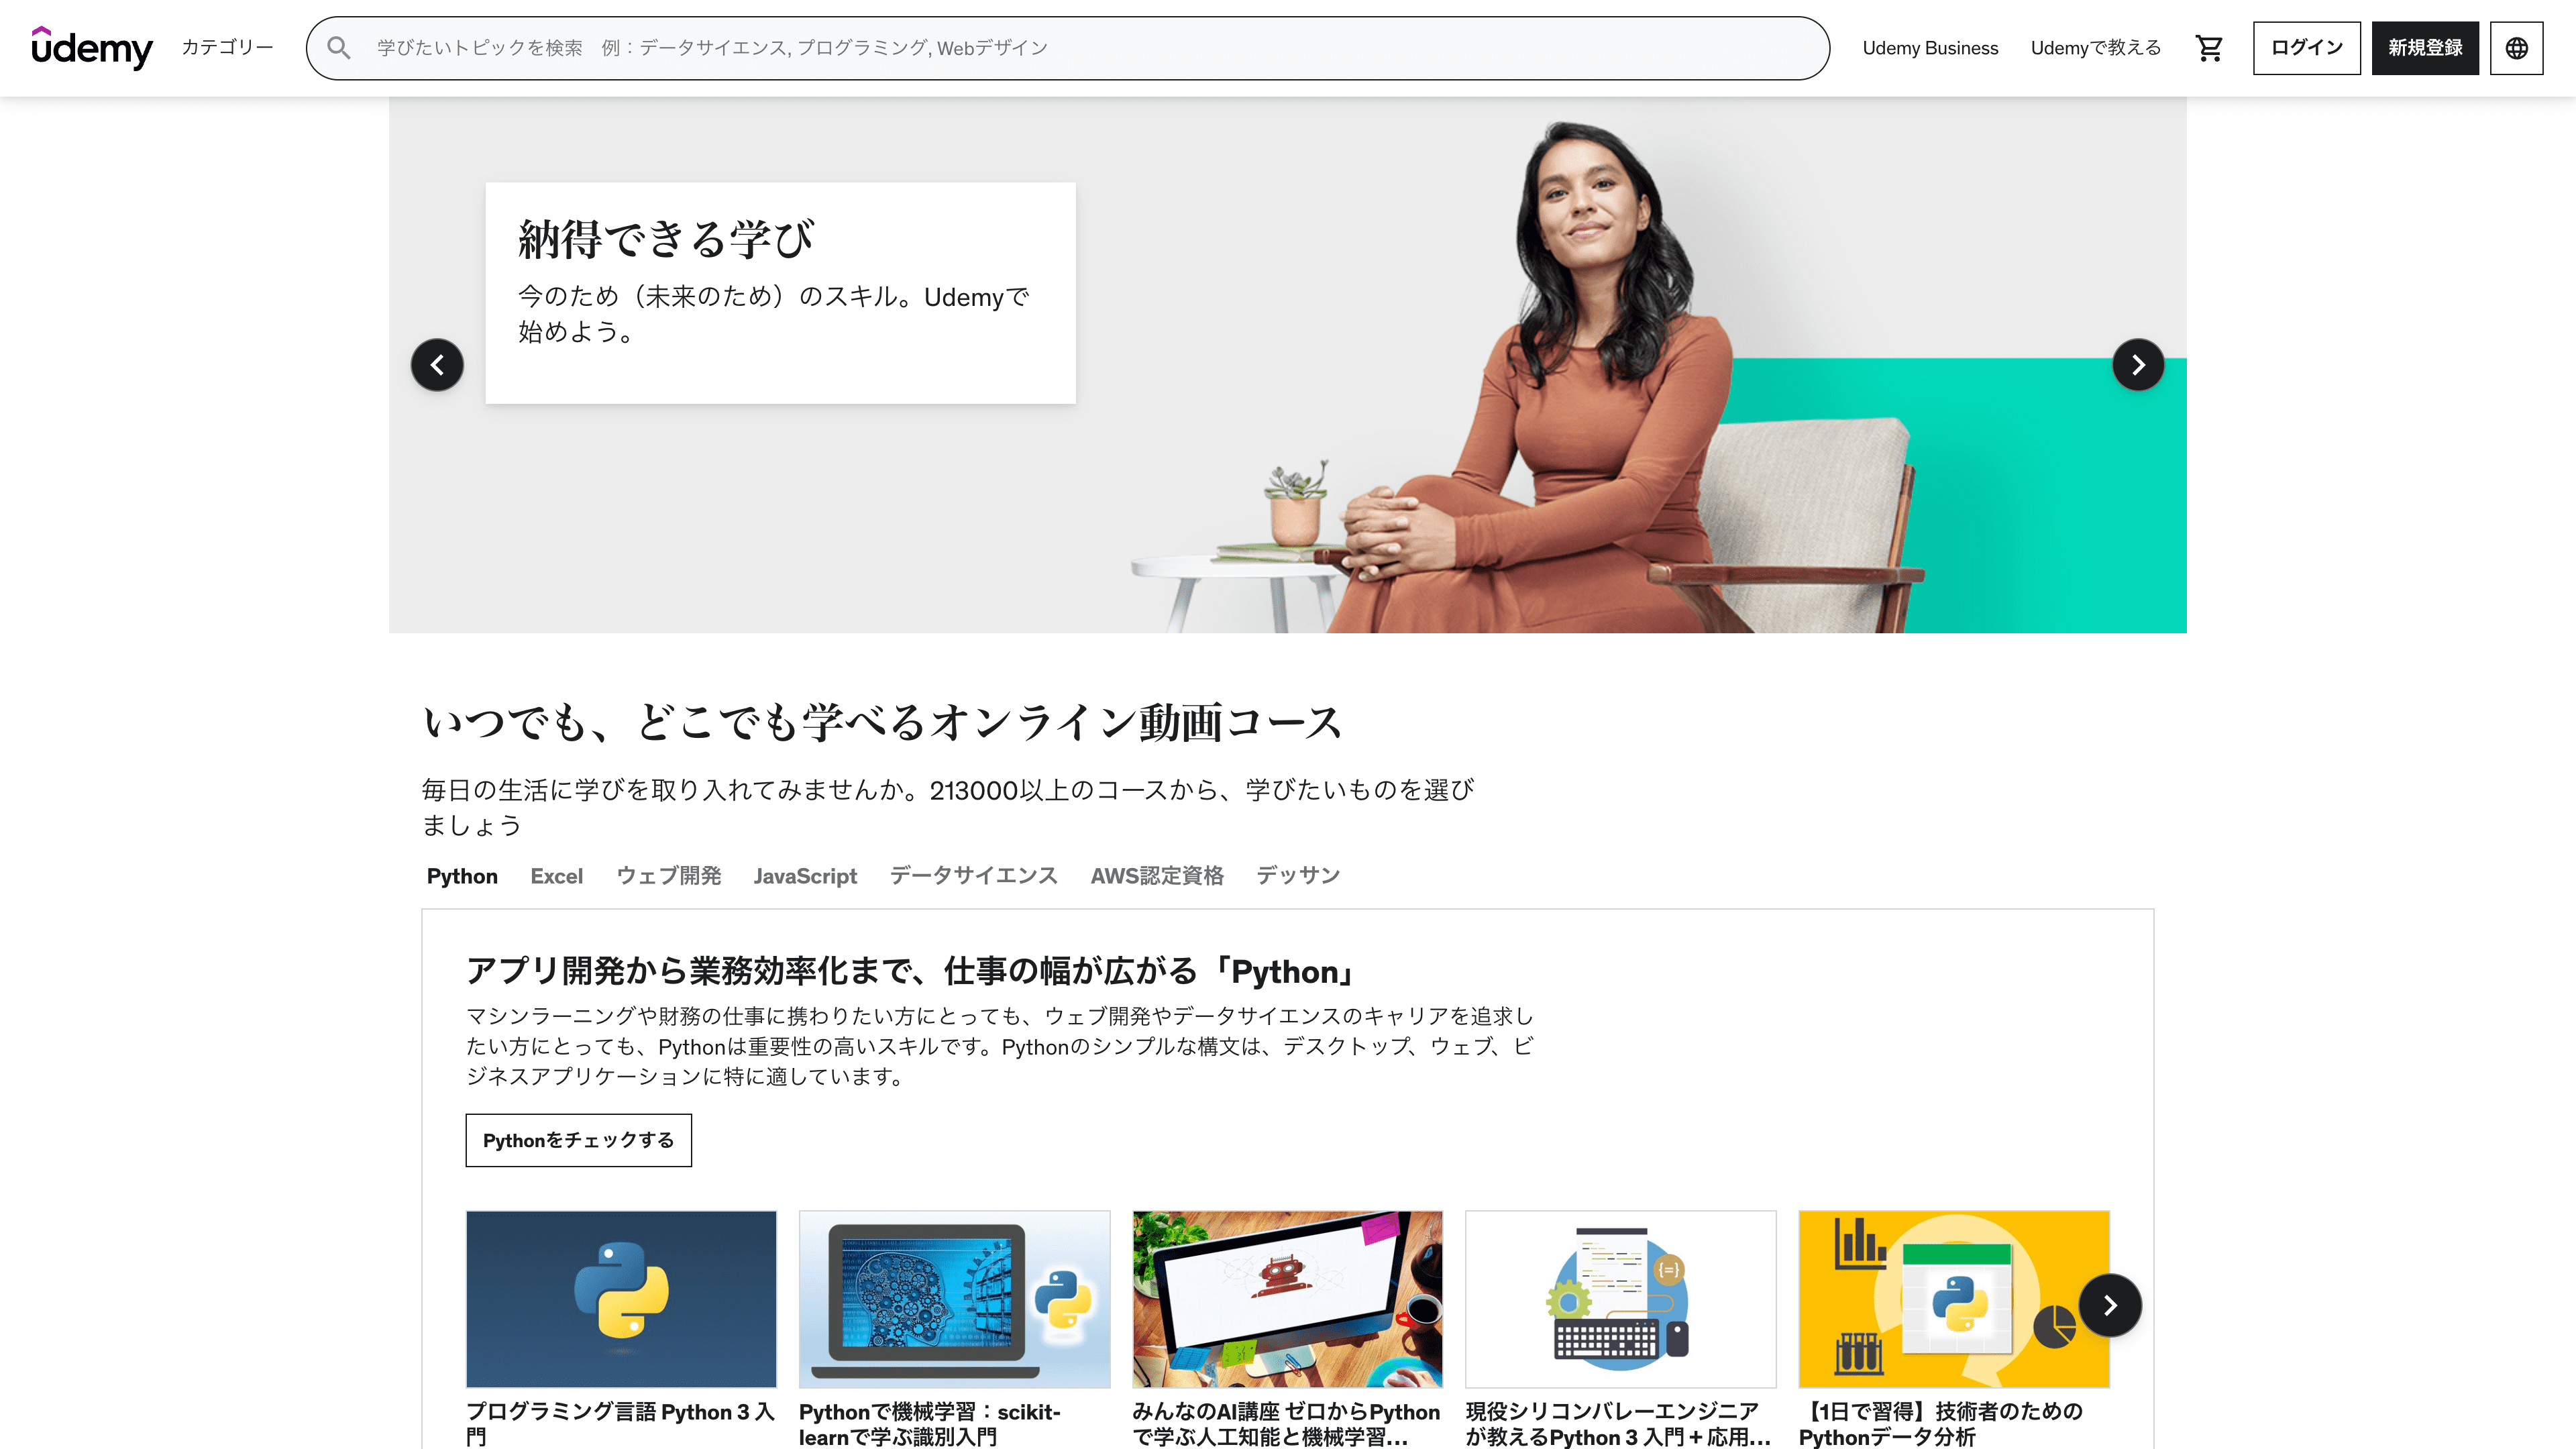 udemy
カテゴリー
学びたいトピックを検索 例：データサイエンス, プログラミング, Webデザイン
Udemy Business
Udemyで教える
ログイン
新規登録
納得できる学び
今のため（未来のため）のスキル。Udemyで
始めよう。
いつでも、どこでも学べるオンライン動画コース
毎日の生活に学びを取り入れてみませんか。213000以上のコースから、学びたいものを選び
ましょう
Python Excel ウェブ開発 JavaScript データサイエンス AWS認定資格 デッサン
アプリ開発から業務効率化まで、仕事の幅が広がる「Python」
マシンラーニングや財務の仕事に携わりたい方にとっても、ウェブ開発やデータサイエンスのキャリアを追求し
たい方にとっても、Pythonは重要性の高いスキルです。Pythonのシンプルな構文は、デスクトップ、ウェブ、ビ
ジネスアプリケーションに特に適しています。
Pythonをチェックする
{=}
プログラミング言語 Python 3 入
門
Pythonで機械学習：scikit-
learnで学ぶ識別入門
みんなのAI講座 ゼロからPython
で学ぶ人工知能と機械学習...
現役シリコンバレーエンジニア
が教えるPython 3 入門 + 応用...
【1日で習得】技術者のための
Pythonデータ分析